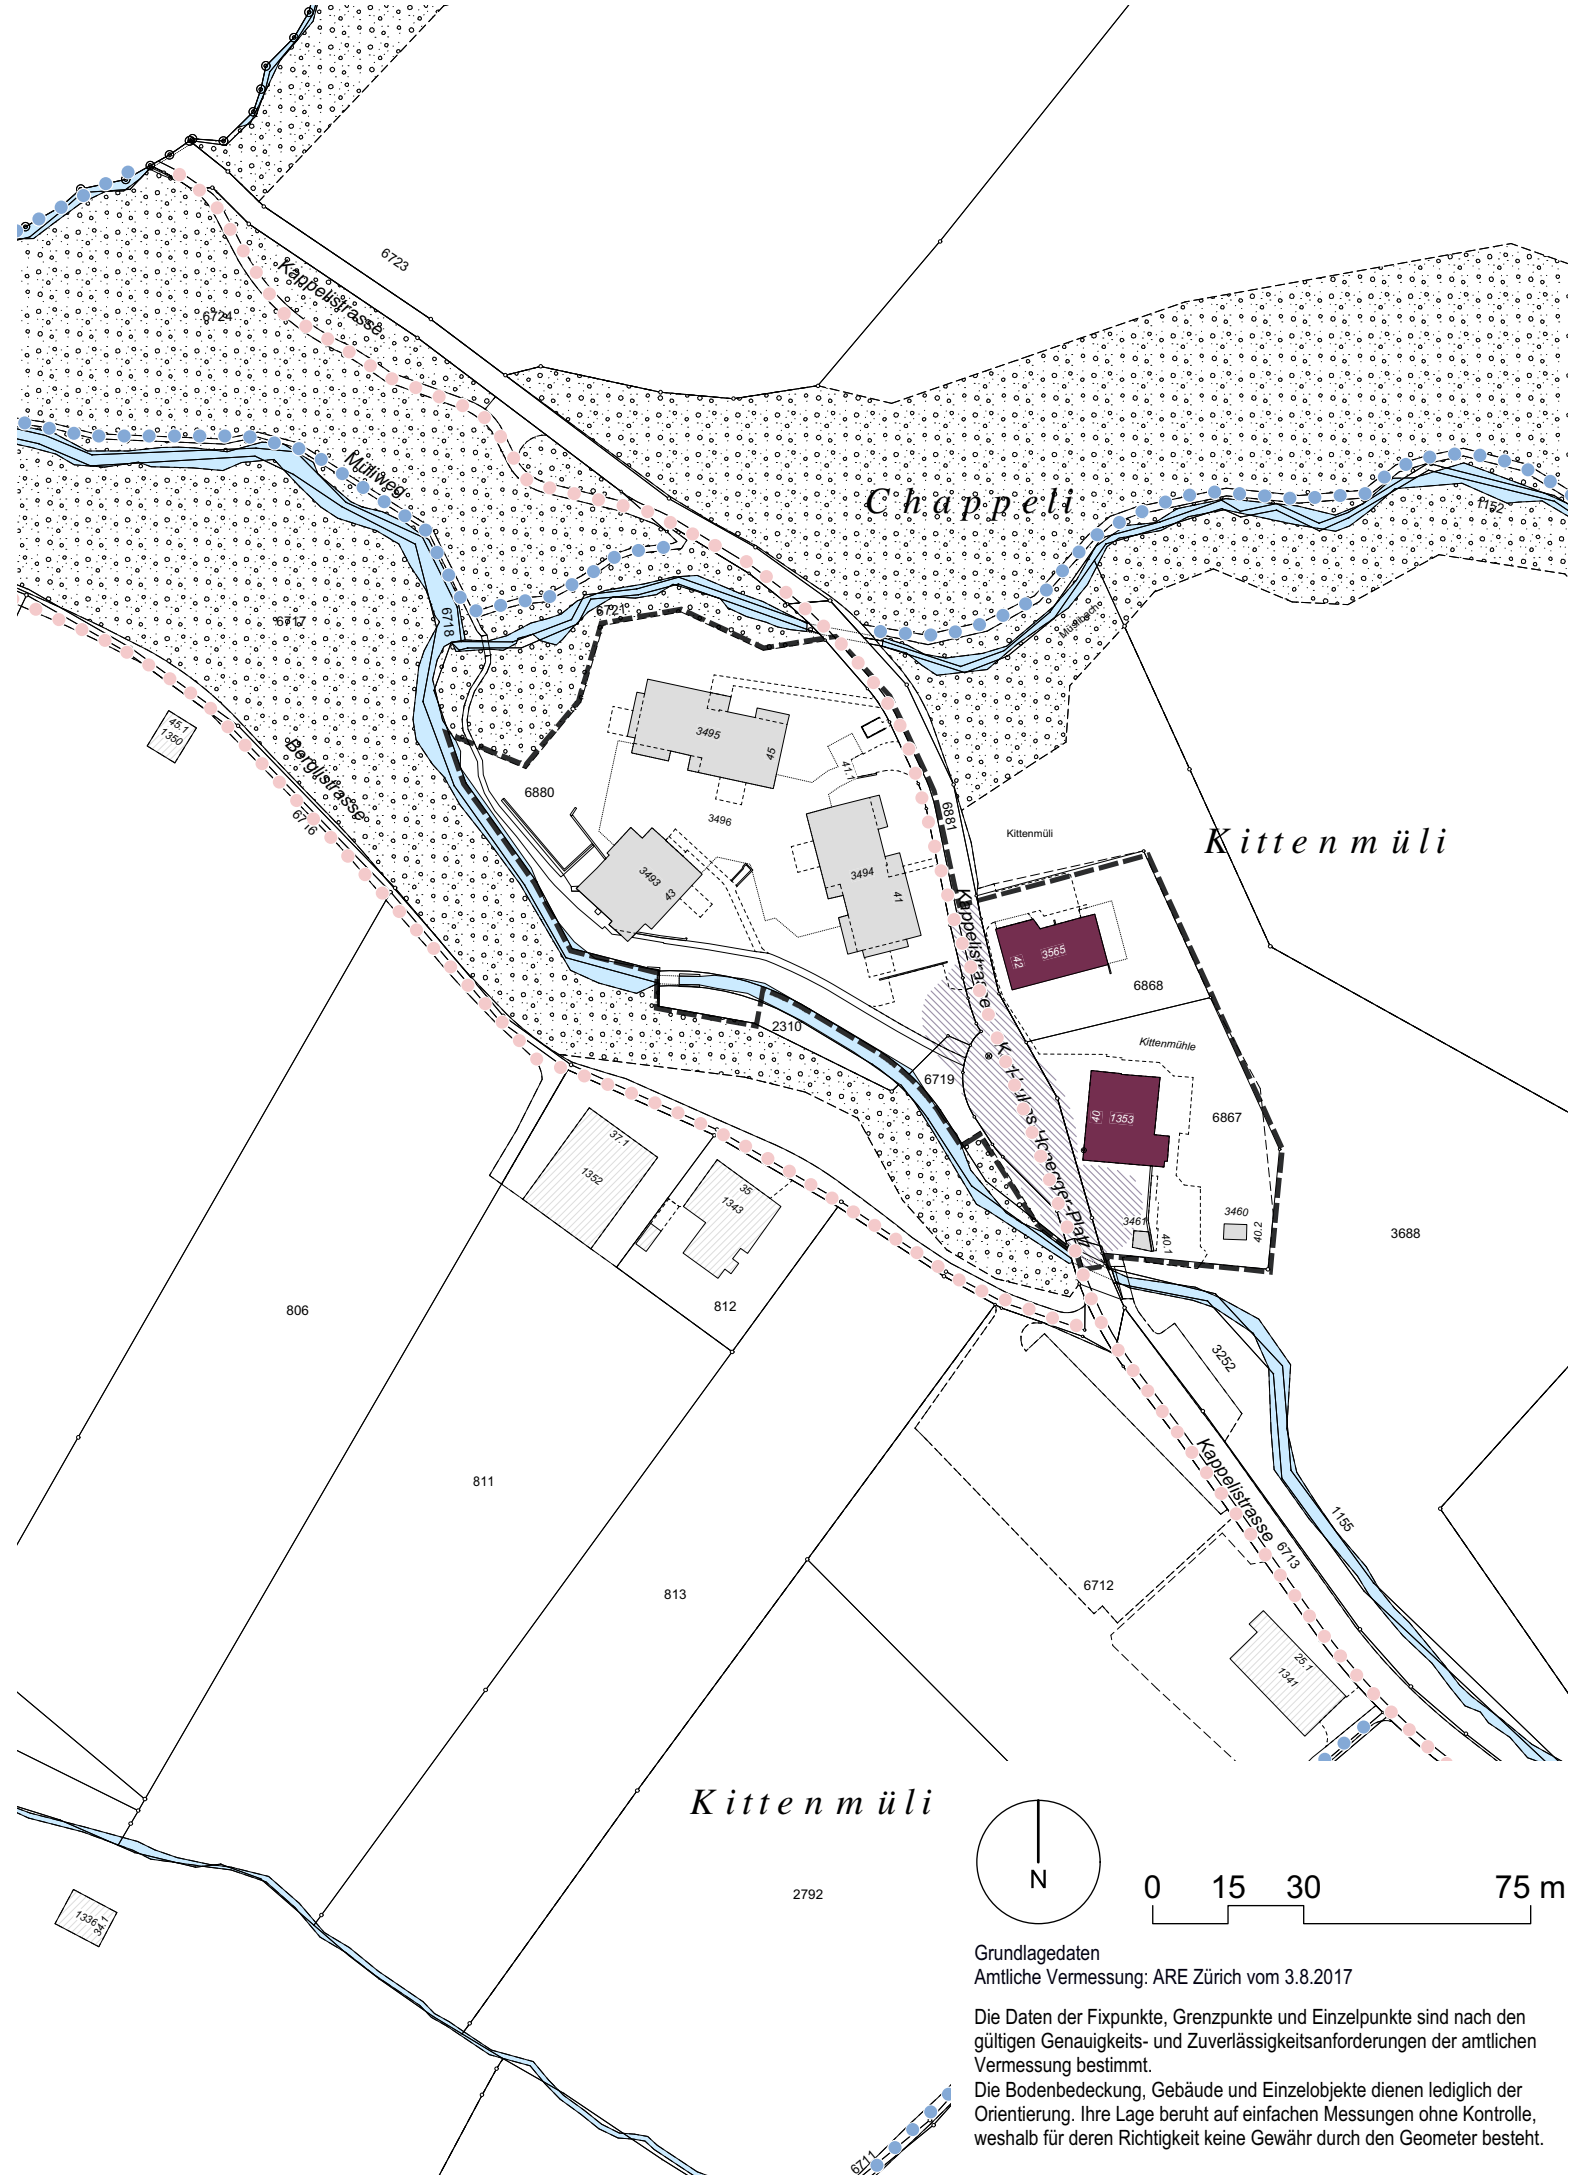 6723
Kappelistrasse
6724
Mülliweg
Chappeli
1152
6717
6718
6721
Müslibach
45.1
1350
Berglistrasse
6716
3495
45
41.1
6880
3496
6881
Kittenmüli
Kittenmüli
3493
43
3494
41
Kappelistrasse
42
3565
6868
2310
Kittenmühle
6719
40
1353
6867
37.1
1352
35
1343
3461
40.1
3460
40.2
3688
806
812
3252
811
Kappelistrasse
6713
1155
813
6712
25.1
1341
Kittenmüli
N
0 15 30 75 m
2792
1336
34.1
6711
Grundlagedaten
Amtliche Vermessung: ARE Zürich vom 3.8.2017
Die Daten der Fixpunkte, Grenzpunkte und Einzelpunkte sind nach den
gültigen Genauigkeits- und Zuverlässigkeitsanforderungen der amtlichen
Vermessung bestimmt.
Die Bodenbedeckung, Gebäude und Einzelobjekte dienen lediglich der
Orientierung. Ihre Lage beruht auf einfachen Messungen ohne Kontrolle,
weshalb für deren Richtigkeit keine Gewähr durch den Geometer besteht.